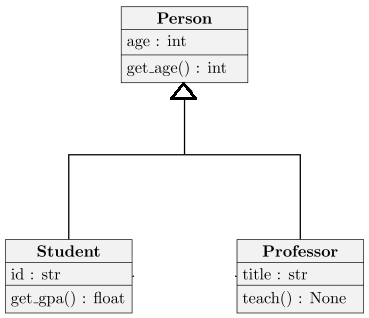 Person
age : int
get_age() : int
Student
id : str
get_gpa() : float
Professor
title : str
teach() : None